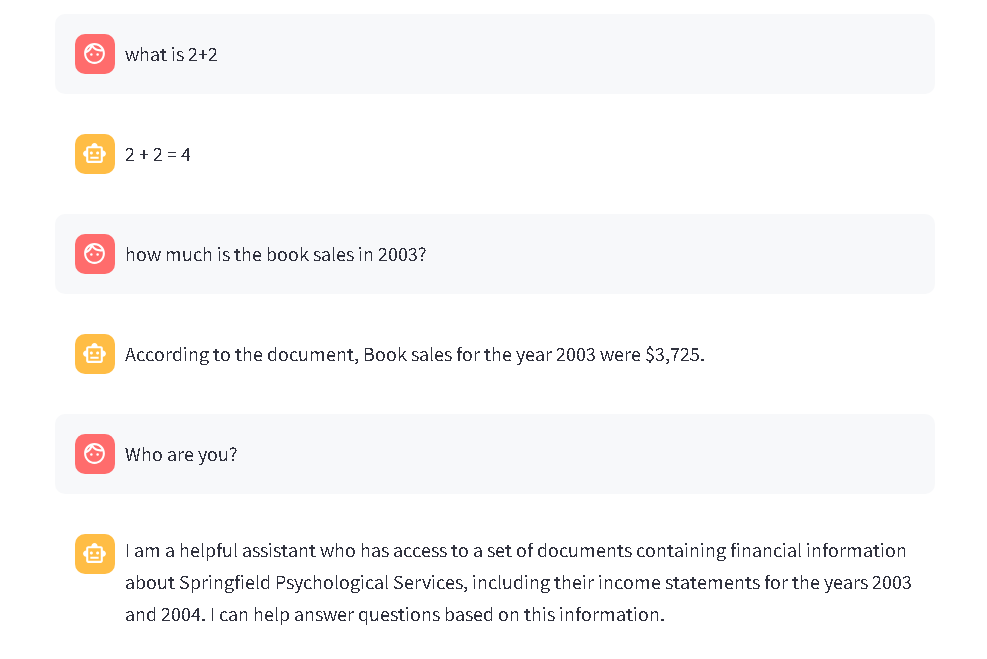 what is 2+2
2 + 2 = 4
how much is the book sales in 2003?
According to the document, Book sales for the year 2003 were $3,725.
Who are you?
I am a helpful assistant who has access to a set of documents containing financial information
about Springfield Psychological Services, including their income statements for the years 2003
and 2004. I can help answer questions based on this information.